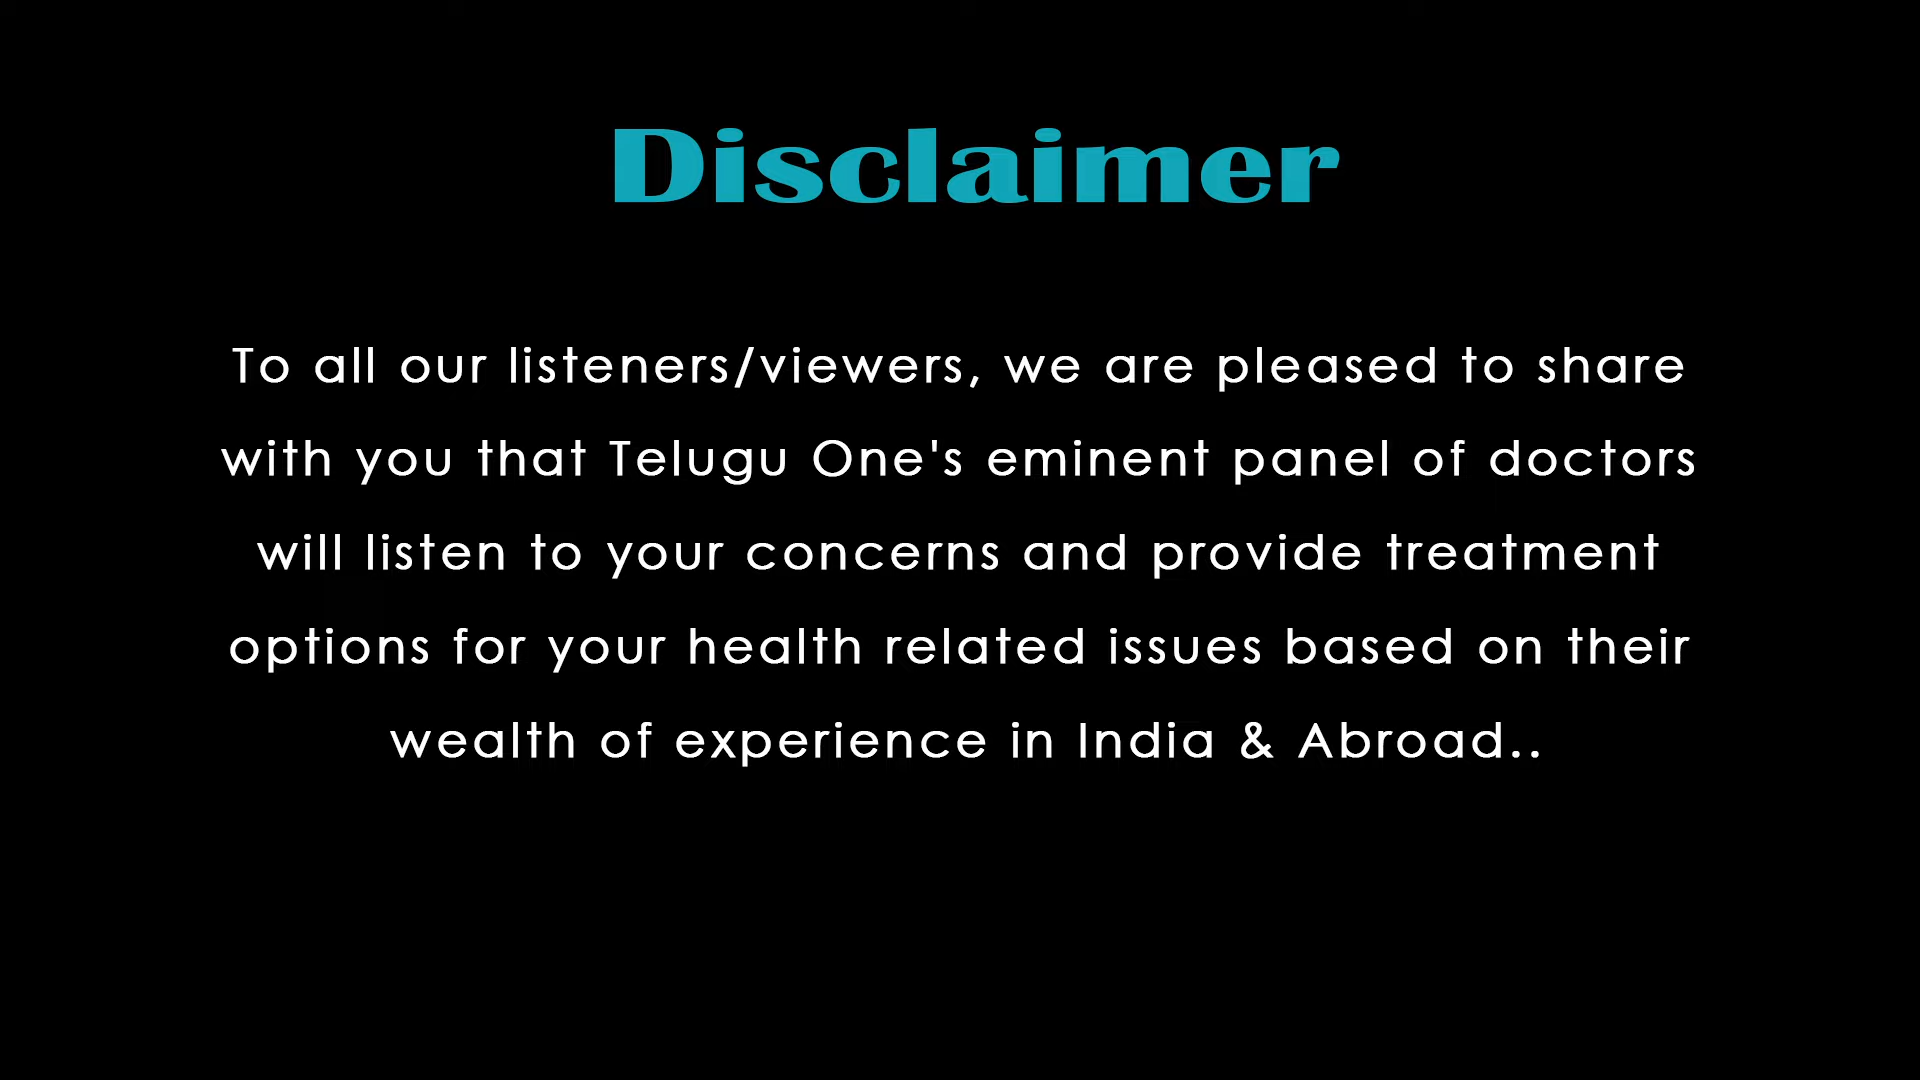 Disclaimer
To all our listeners/viewers, we are pleased to share
with you that Telugu One's eminent panel of doctors
will listen to your concerns and provide treatment
options for your health related issues based on their
wealth of experience in India & Abroad..